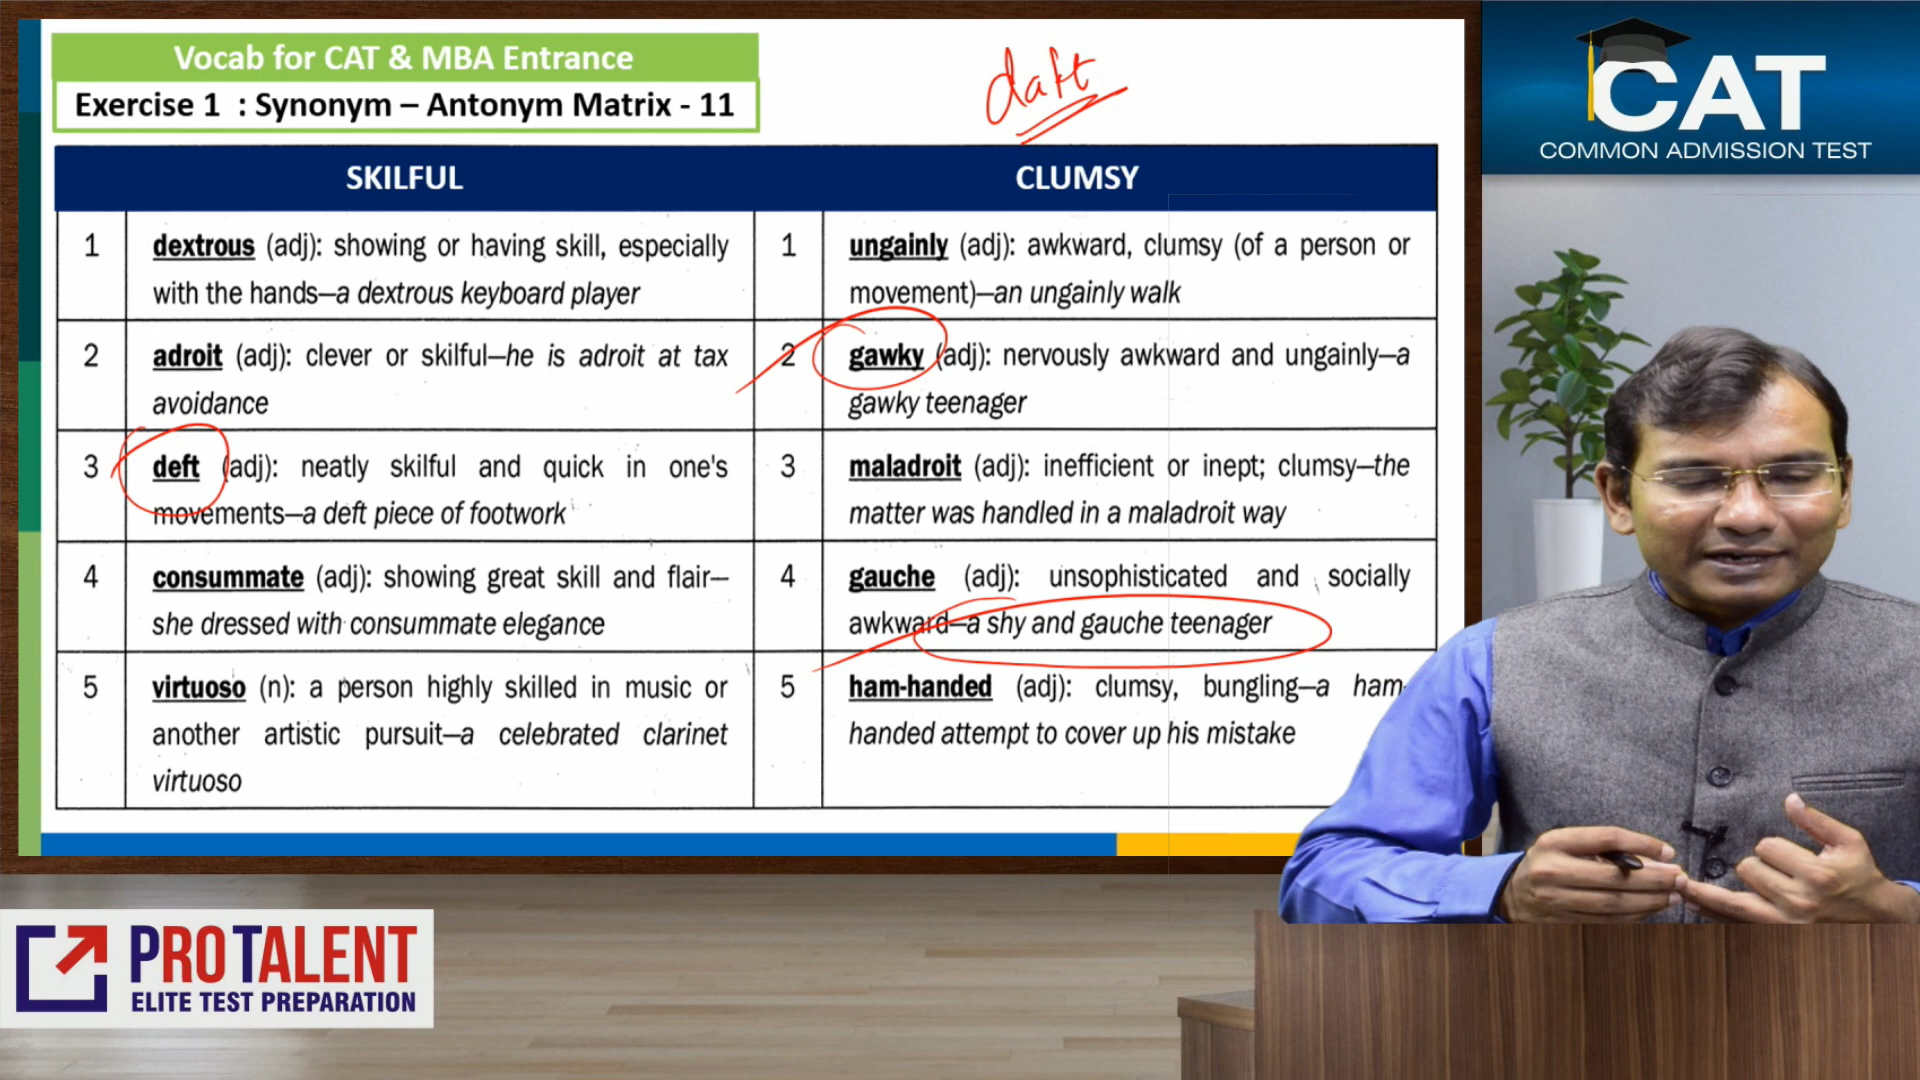 Vocab for CAT & MBA Entrance
Exercise 1 : Synonym – Antonym Matrix - 11
daft
CAT
COMMON ADMISSION TEST
SKILFUL
CLUMSY
1
dextrous (adj): showing or having skill, especially
with the hands—a dextrous keyboard player
1
ungainly (adj): awkward, clumsy (of a person or
movement)—an ungainly walk
2
adroit (adj): clever or skilful—he is adroit at tax
avoidance
2
gawky (adj): nervously awkward and ungainly—a
gawky teenager
3
deft (adj): neatly skilful and quick in one's
movements—a deft piece of footwork
3
maladroit (adj): inefficient or inept; clumsy—the
matter was handled in a maladroit way
4
consummate (adj): showing great skill and flair—
she dressed with consummate elegance
4
gauche (adj): unsophisticated and socially
awkward—a shy and gauche teenager
5
virtuoso (n): a person highly skilled in music or
another artistic pursuit—a celebrated clarinet
virtuoso
5
ham-handed (adj): clumsy, bungling—a ham-
handed attempt to cover up his mistake
PROTALENT
ELITE TEST PREPARATION